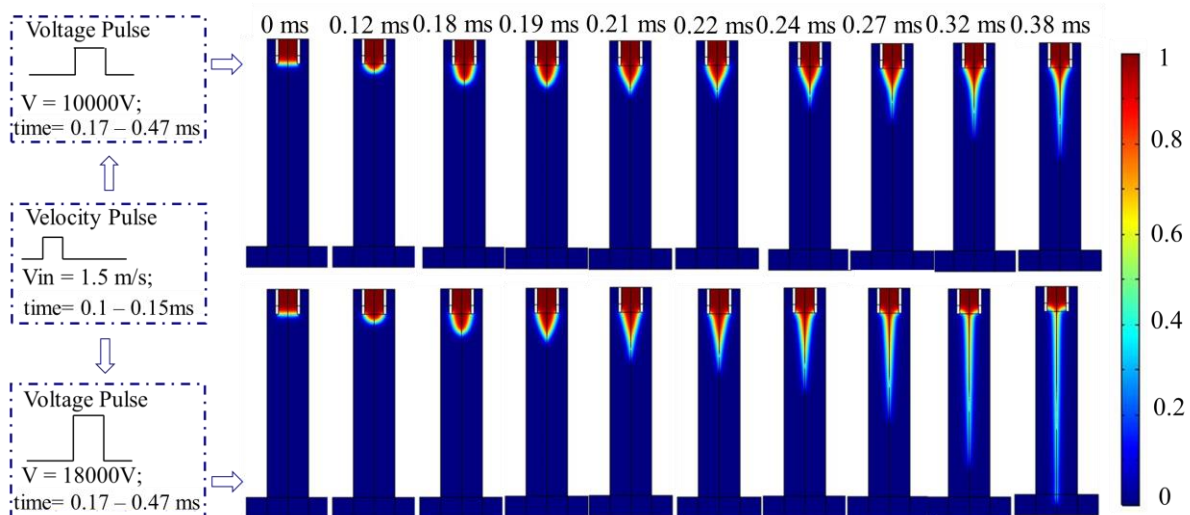 Voltage Pulse
V = 10000V;
time= 0.17 – 0.47 ms
Velocity Pulse
Vin = 1.5 m/s;
time= 0.1 – 0.15ms
Voltage Pulse
V = 18000V;
time= 0.17 – 0.47 ms
0 ms 0.12 ms 0.18 ms 0.19 ms 0.21 ms 0.22 ms 0.24 ms 0.27 ms 0.32 ms 0.38 ms
1
0.8
0.6
0.4
0.2
0